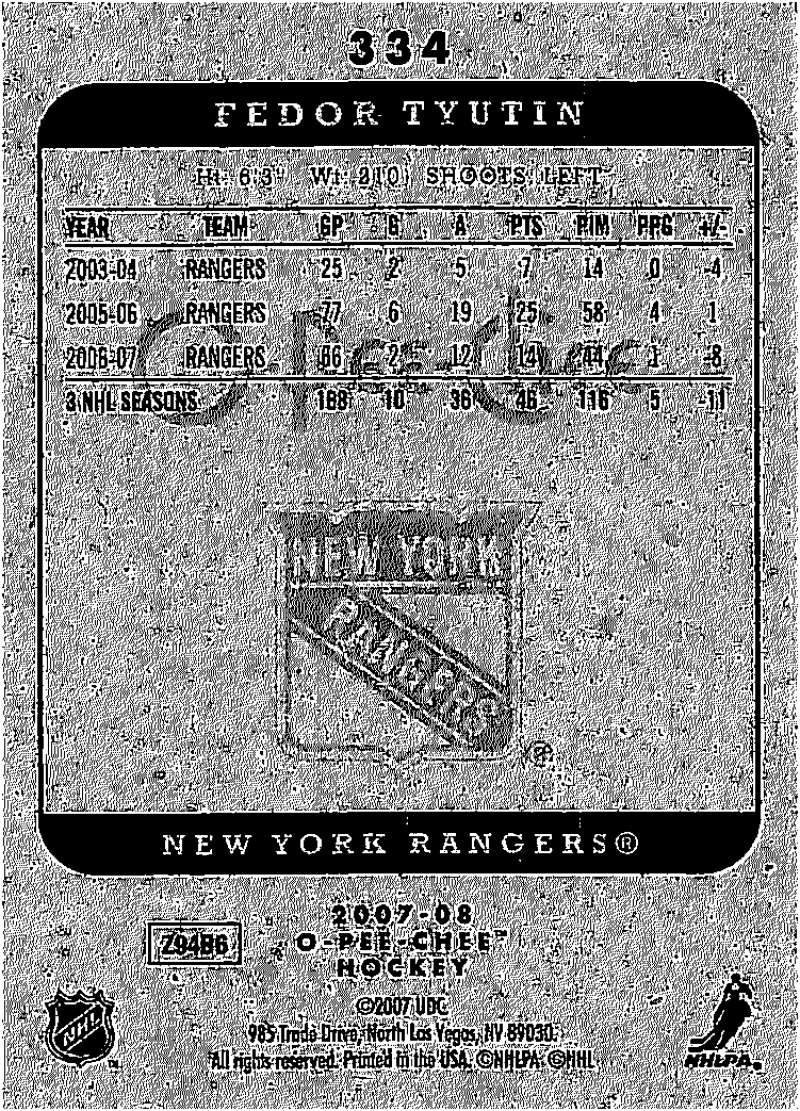 334
FEDOR TYUTIN
Ht: 6'3" Wt: 210 SHOOTS: LEFT
YEAR TEAM GP G A PTS PIM PPG +/-
2003-04 RANGERS 25 2 5 7 14 0 -4
2005-06 RANGERS 77 6 19 25 58 4 1
2006-07 RANGERS 66 2 12 14 44 1 -8
3 NHL SEASONS 168 10 36 46 116 5 -11
O-Pee-Chee
NEW YORK
RANGERS
®
NEW YORK RANGERS®
2007-08
O-PEE-CHEE™
HOCKEY
©2007 UDC
985 Trade Drive, North Las Vegas, NV 89030.
All rights reserved. Printed in the USA. ©NHLPA. ©NHL
NHL
NHLPA®